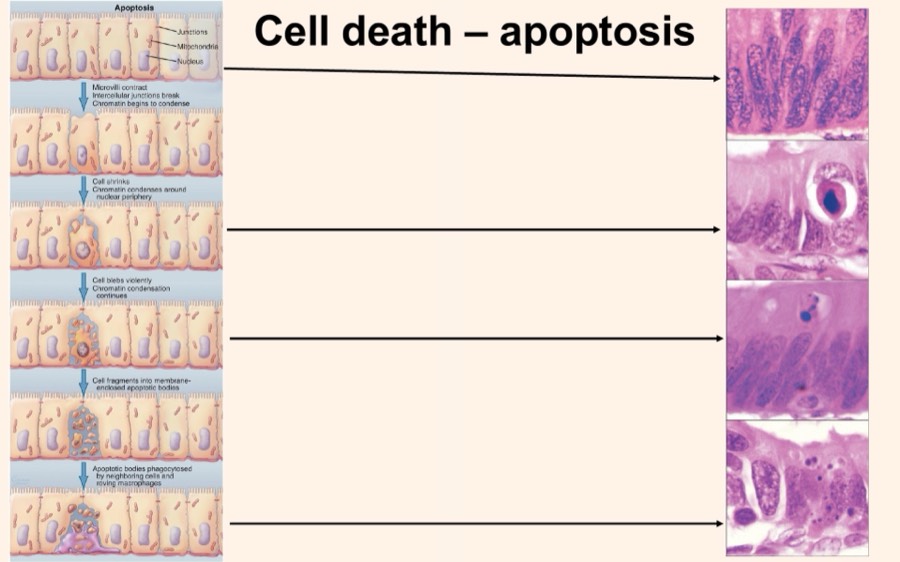 Apoptosis
Cell death – apoptosis
Junctions
Mitochondria
Nucleus
Microvilli contract
Intercellular junctions break
Chromatin begins to condense
Cell shrinks
Chromatin condenses around
nuclear periphery
Cell blebs violently
Chromatin condensation
continues
Cell fragments into membrane-
enclosed apoptotic bodies
Apoptotic bodies phagocytosed
by neighboring cells and
roving macrophages